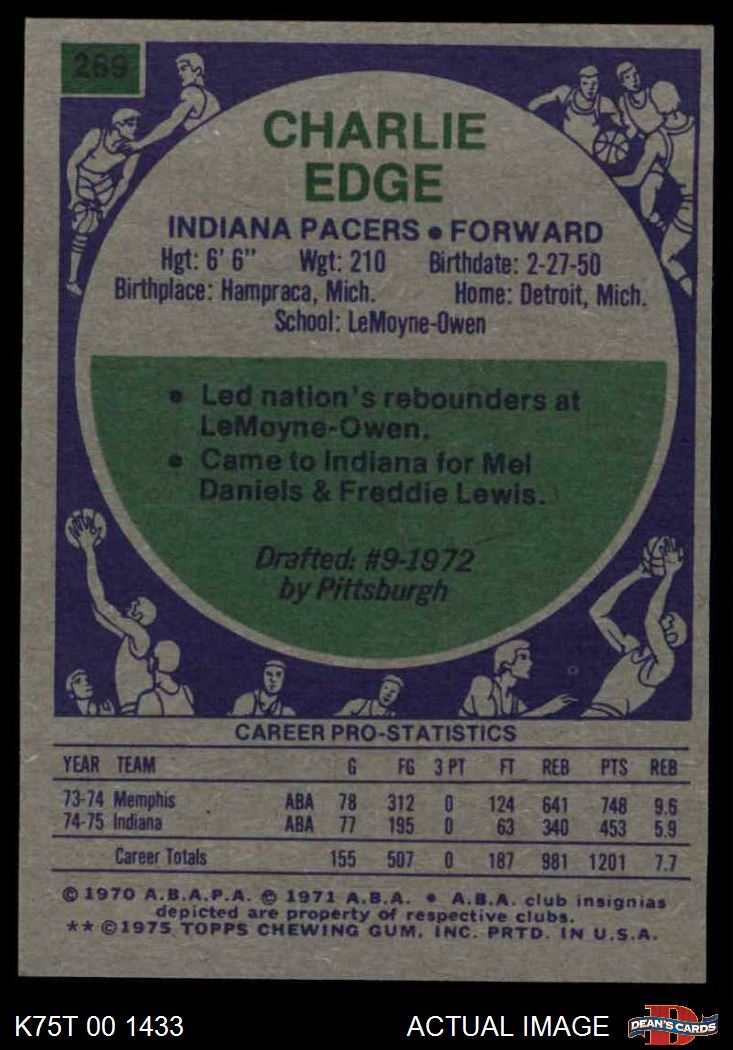 269
CHARLIE
EDGE
INDIANA PACERS • FORWARD
Hgt: 6' 6" Wgt: 210 Birthdate: 2-27-50
Birthplace: Hampraca, Mich. Home: Detroit, Mich.
School: LeMoyne-Owen
• Led nation's rebounders at
LeMoyne-Owen.
• Came to Indiana for Mel
Daniels & Freddie Lewis.
Drafted: #9-1972
by Pittsburgh
CAREER PRO-STATISTICS
YEAR TEAM G FG 3 PT FT REB PTS REB
73-74 Memphis ABA 78 312 0 124 641 748 9.6
74-75 Indiana ABA 77 195 0 63 340 453 5.9
Career Totals 155 507 0 187 981 1201 7.7
© 1970 A.B.A.P.A. © 1971 A.B.A. • A.B.A. club insignias
depicted are property of respective clubs.
** ©1975 TOPPS CHEWING GUM, INC. PRTD. IN U.S.A.
K75T 00 1433 ACTUAL IMAGE D DEAN'S CARDS